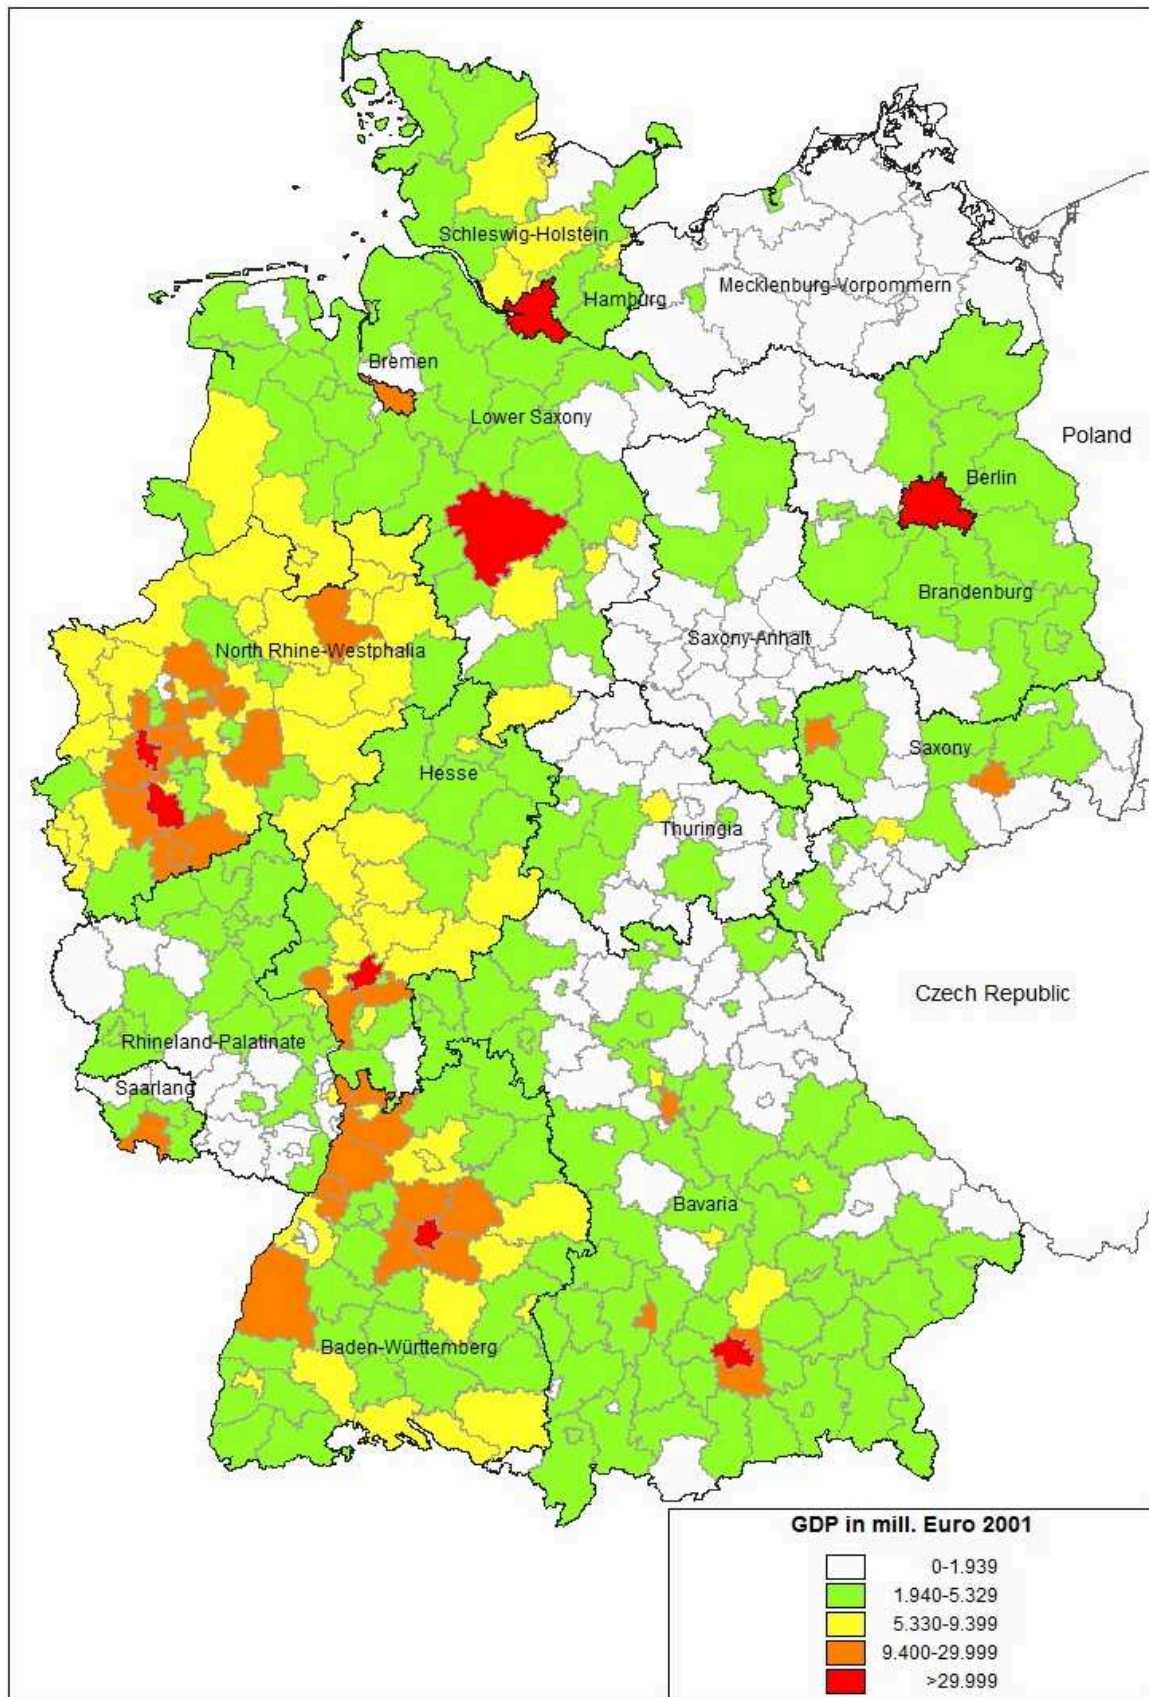 Schleswig-Holstein
Hamburg
Mecklenburg-Vorpommern
Bremen
Lower Saxony
Poland
Berlin
Brandenburg
Saxony-Anhalt
North Rhine-Westphalia
Saxony
Hesse
Thuringia
Czech Republic
Rhineland-Palatinate
Saarlang
Bavaria
Baden-Württemberg
GDP in mill. Euro 2001
0-1.939
1.940-5.329
5.330-9.399
9.400-29.999
>29.999